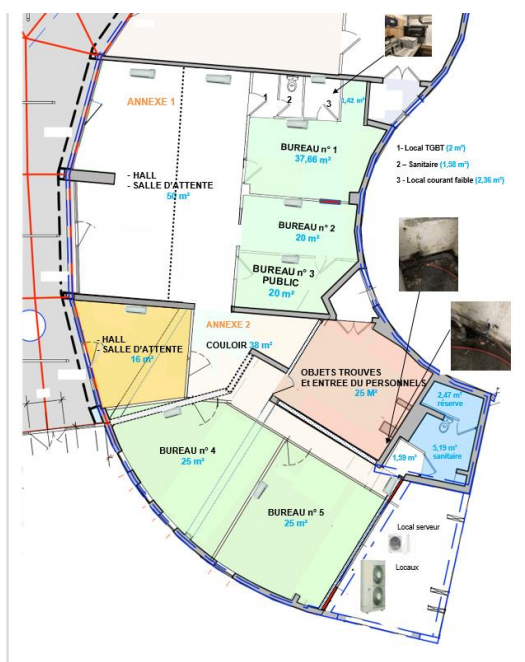 ANNEXE 1
1
2
3
1,42 m²
BUREAU n° 1
37,66 m²
1- Local TGBT (2 m²)
2 – Sanitaire (1,58 m²)
3 - Local courant faible (2,36 m²)
- HALL
- SALLE D'ATTENTE
50 m²
BUREAU n° 2
20 m²
BUREAU n° 3
PUBLIC
20 m²
ANNEXE 2
COULOIR 38 m²
- HALL
- SALLE D'ATTENTE
16 m²
OBJETS TROUVES
Et ENTREE DU PERSONNELS
25 M²
2,47 m²
réserve
5,19 m²
sanitaire
1,59 m²
BUREAU n° 4
25 m²
BUREAU n° 5
25 m²
Local serveur
Locaux